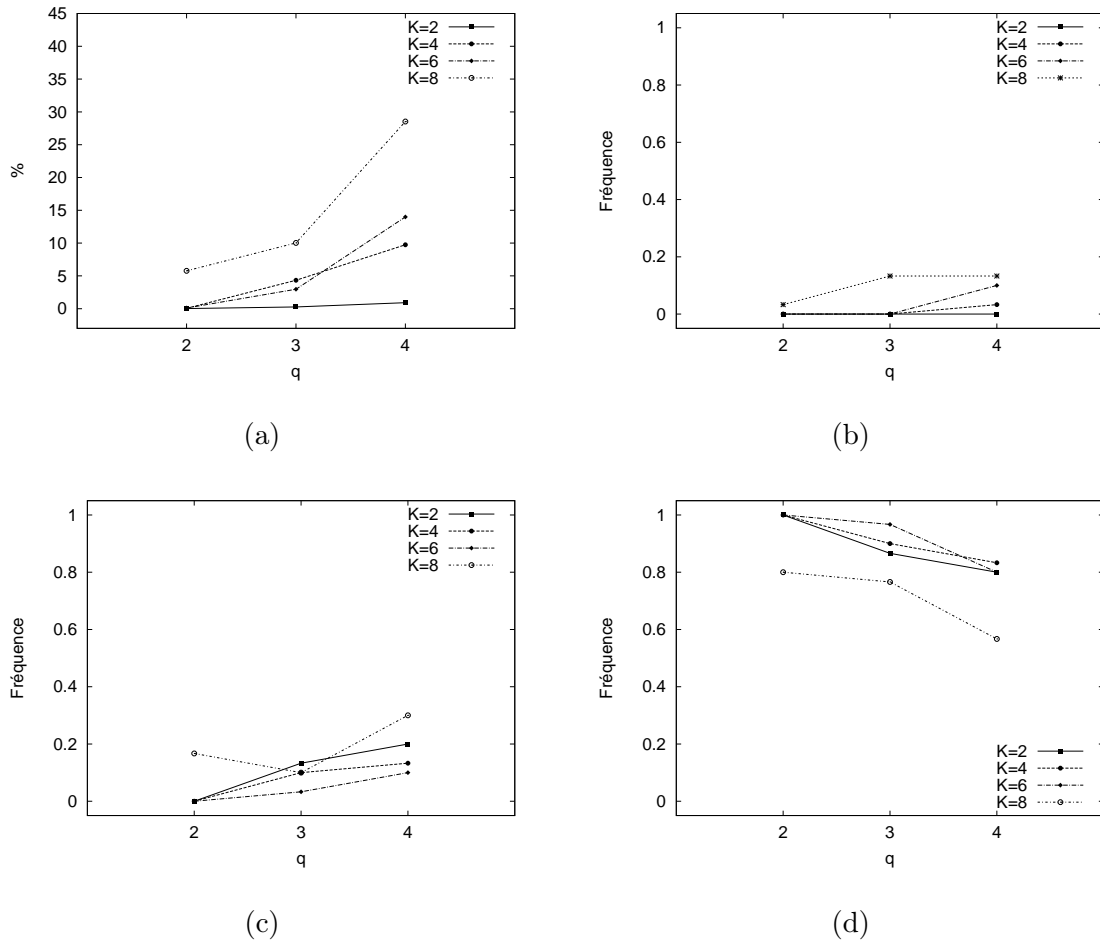 45
40
35
30
25
20
15
10
5
0
%
2 3 4
q
K=2
K=4
K=6
K=8
(a)
1
0.8
0.6
0.4
0.2
0
Fréquence
2 3 4
q
K=2
K=4
K=6
K=8
(b)
1
0.8
0.6
0.4
0.2
0
Fréquence
2 3 4
q
K=2
K=4
K=6
K=8
(c)
1
0.8
0.6
0.4
0.2
0
Fréquence
2 3 4
q
K=2
K=4
K=6
K=8
(d)